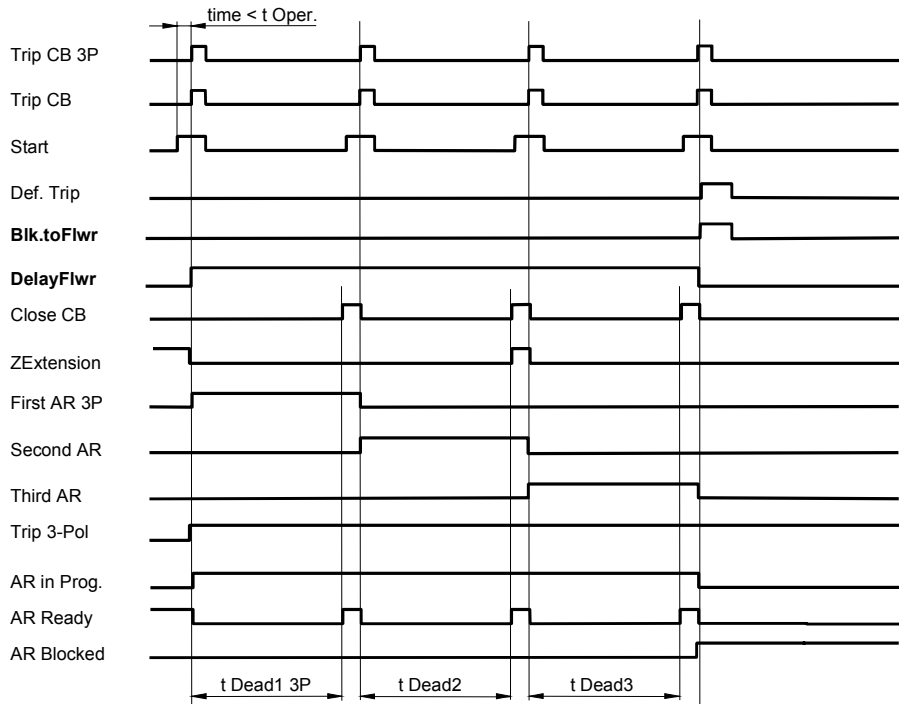 time < t Oper.
Trip CB 3P
Trip CB
Start
Def. Trip
Blk.toFlwr
DelayFlwr
Close CB
ZExtension
First AR 3P
Second AR
Third AR
Trip 3-Pol
AR in Prog.
AR Ready
AR Blocked
t Dead1 3P t Dead2 t Dead3